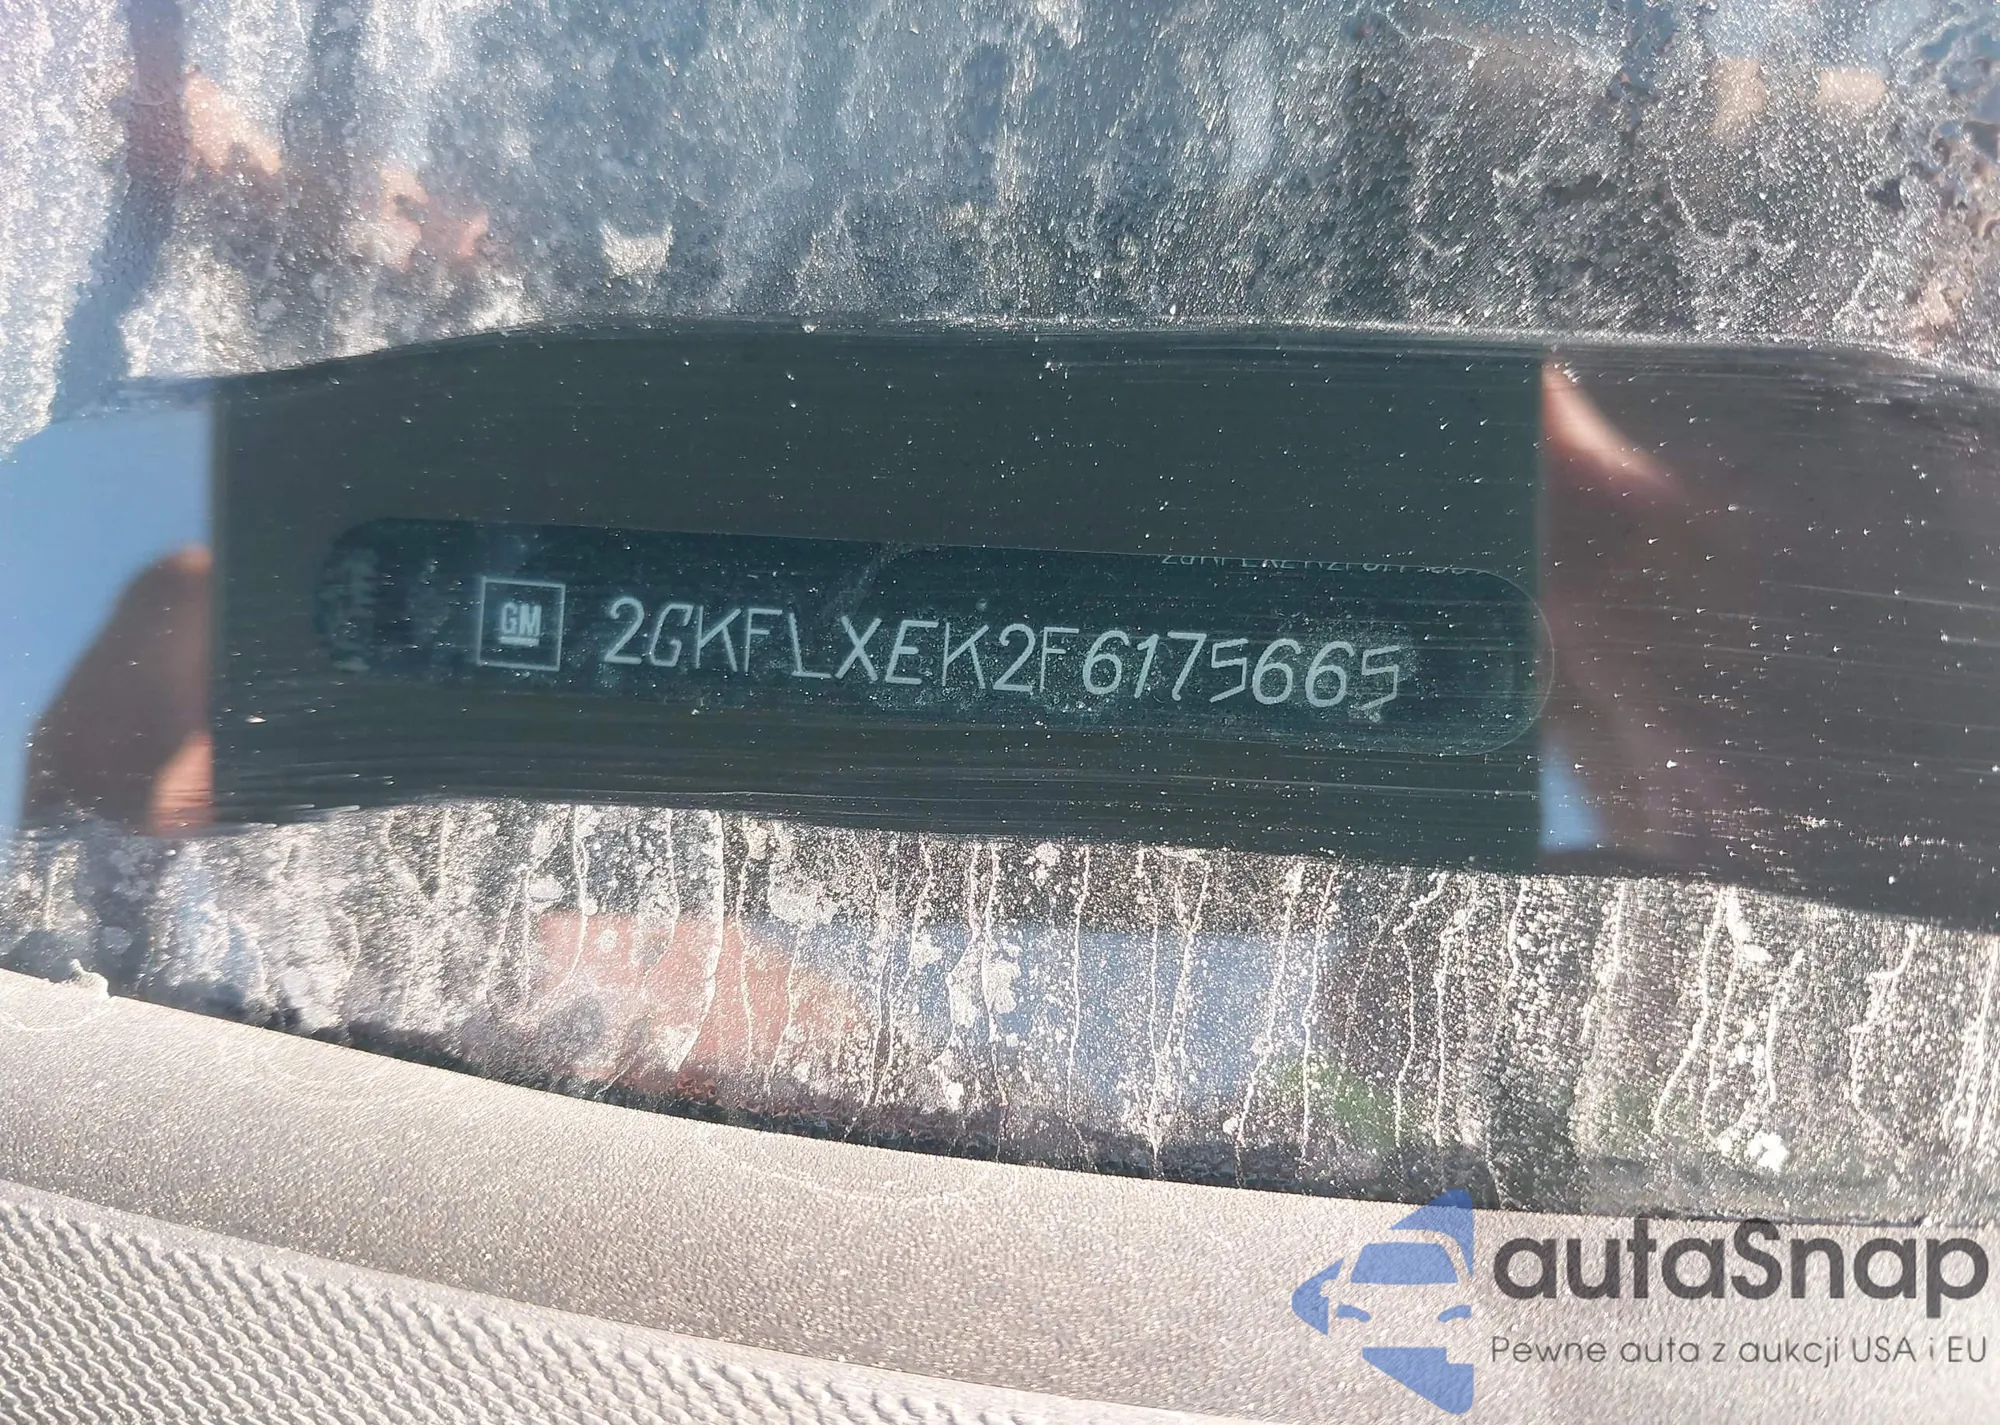 GM 2GKFLXEK2F6175665
autaSnap
Pewne auta z aukcji USA i EU